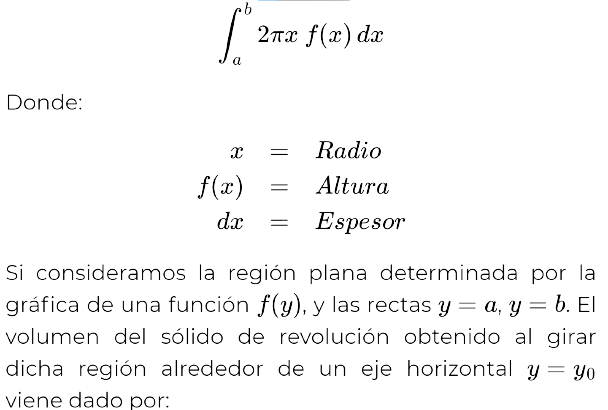 ∫_a^b 2πx f(x) dx
Donde:
x = Radio
f(x) = Altura
dx = Espesor
Si consideramos la región plana determinada por la
gráfica de una función f(y), y las rectas y = a, y = b. El
volumen del sólido de revolución obtenido al girar
dicha región alrededor de un eje horizontal y = y₀
viene dado por: